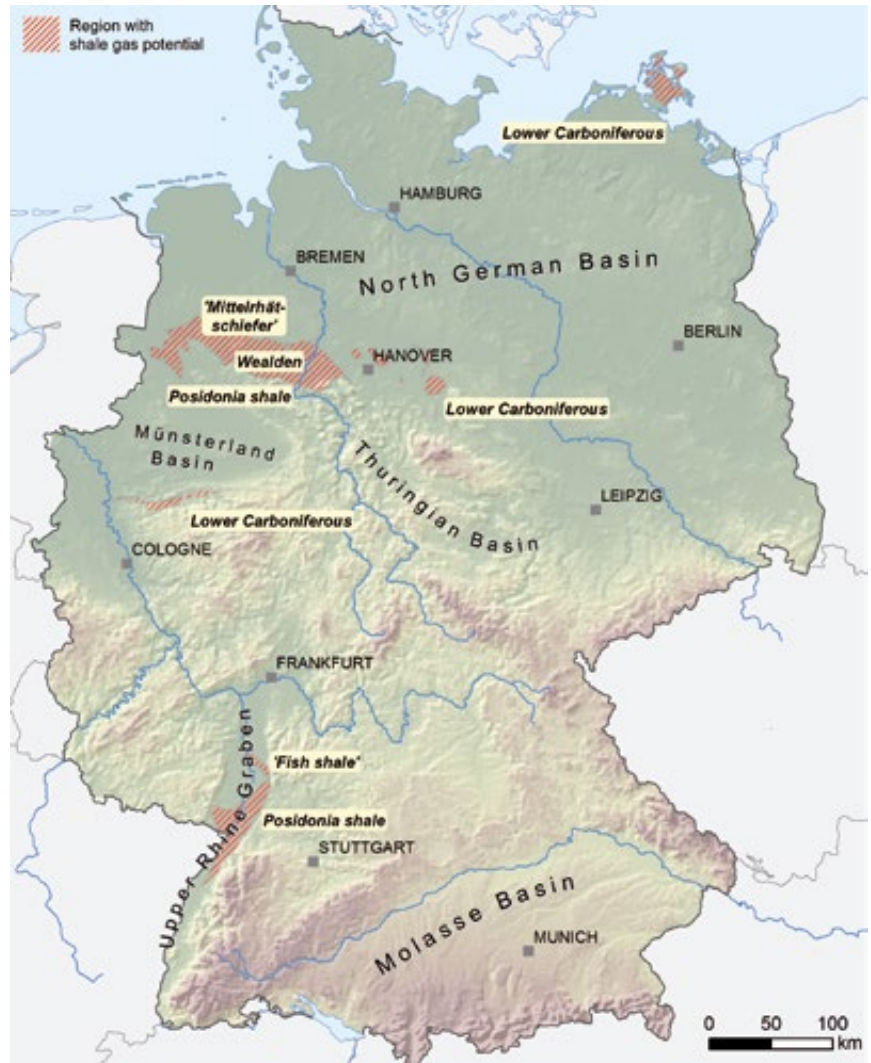 Region with
shale gas potential
Lower Carboniferous
HAMBURG
BREMEN
North German Basin
'Mittelrhät-
schiefer'
BERLIN
Wealden
HANOVER
Posidonia shale
Lower Carboniferous
Münsterland
Basin
Thuringian Basin
LEIPZIG
Lower Carboniferous
COLOGNE
FRANKFURT
Upper Rhine Graben
'Fish shale'
Posidonia shale
STUTTGART
Molasse Basin
MUNICH
0 50 100
km